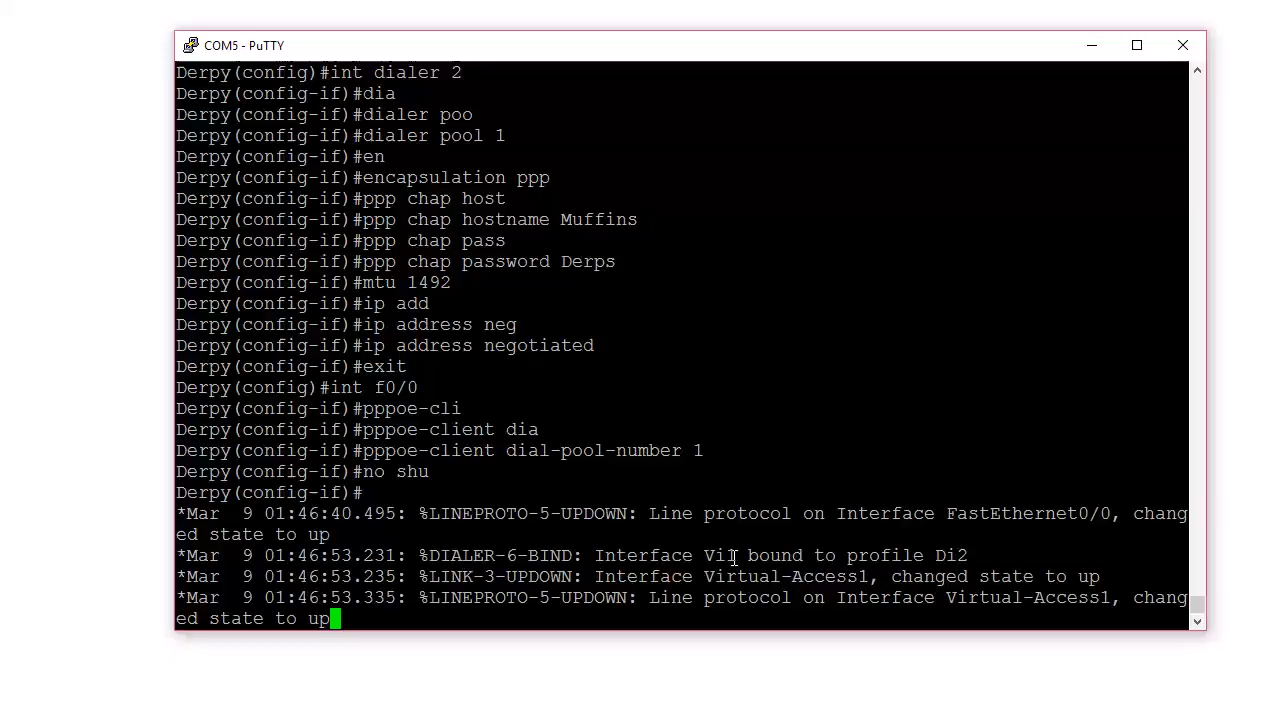 COM5 - PuTTY
Derpy(config)#int dialer 2
Derpy(config-if)#dia
Derpy(config-if)#dialer poo
Derpy(config-if)#dialer pool 1
Derpy(config-if)#en
Derpy(config-if)#encapsulation ppp
Derpy(config-if)#ppp chap host
Derpy(config-if)#ppp chap hostname Muffins
Derpy(config-if)#ppp chap pass
Derpy(config-if)#ppp chap password Derps
Derpy(config-if)#mtu 1492
Derpy(config-if)#ip add
Derpy(config-if)#ip address neg
Derpy(config-if)#ip address negotiated
Derpy(config-if)#exit
Derpy(config)#int f0/0
Derpy(config-if)#pppoe-cli
Derpy(config-if)#pppoe-client dia
Derpy(config-if)#pppoe-client dial-pool-number 1
Derpy(config-if)#no shu
Derpy(config-if)#
*Mar  9 01:46:40.495: %LINEPROTO-5-UPDOWN: Line protocol on Interface FastEthernet0/0, chang
ed state to up
*Mar  9 01:46:53.231: %DIALER-6-BIND: Interface Vi1 bound to profile Di2
*Mar  9 01:46:53.235: %LINK-3-UPDOWN: Interface Virtual-Access1, changed state to up
*Mar  9 01:46:53.335: %LINEPROTO-5-UPDOWN: Line protocol on Interface Virtual-Access1, chang
ed state to up